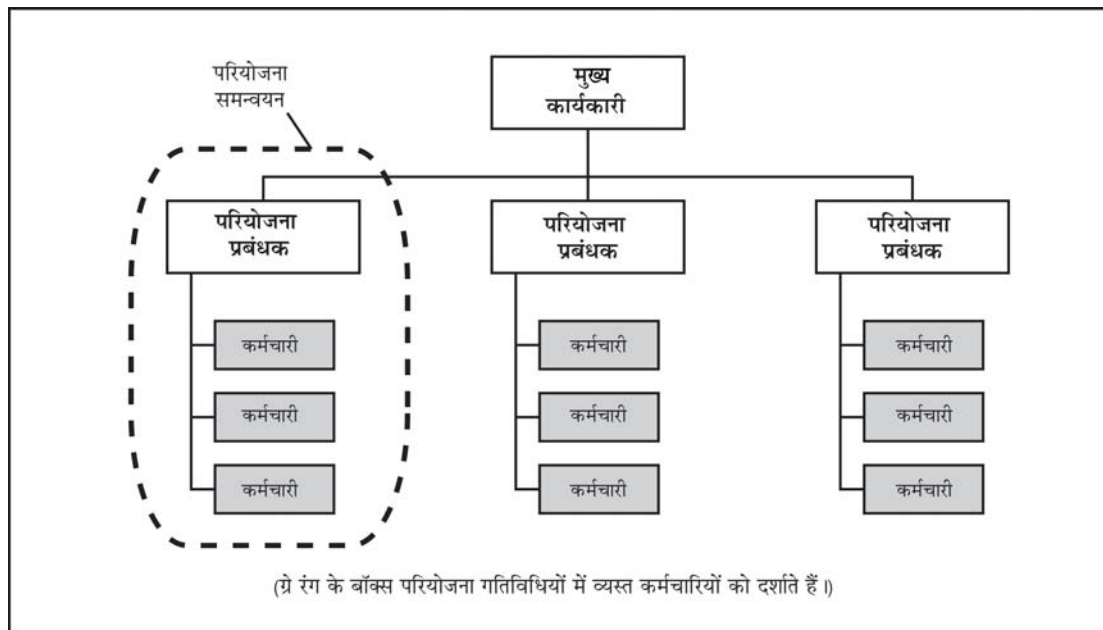 परियोजना
समन्वयन
मुख्य
कार्यकारी
परियोजना
प्रबंधक
परियोजना
प्रबंधक
परियोजना
प्रबंधक
कर्मचारी
कर्मचारी
कर्मचारी
कर्मचारी
कर्मचारी
कर्मचारी
कर्मचारी
कर्मचारी
कर्मचारी
(ग्रे रंग के बॉक्स परियोजना गतिविधियों में व्यस्त कर्मचारियों को दर्शाते हैं।)